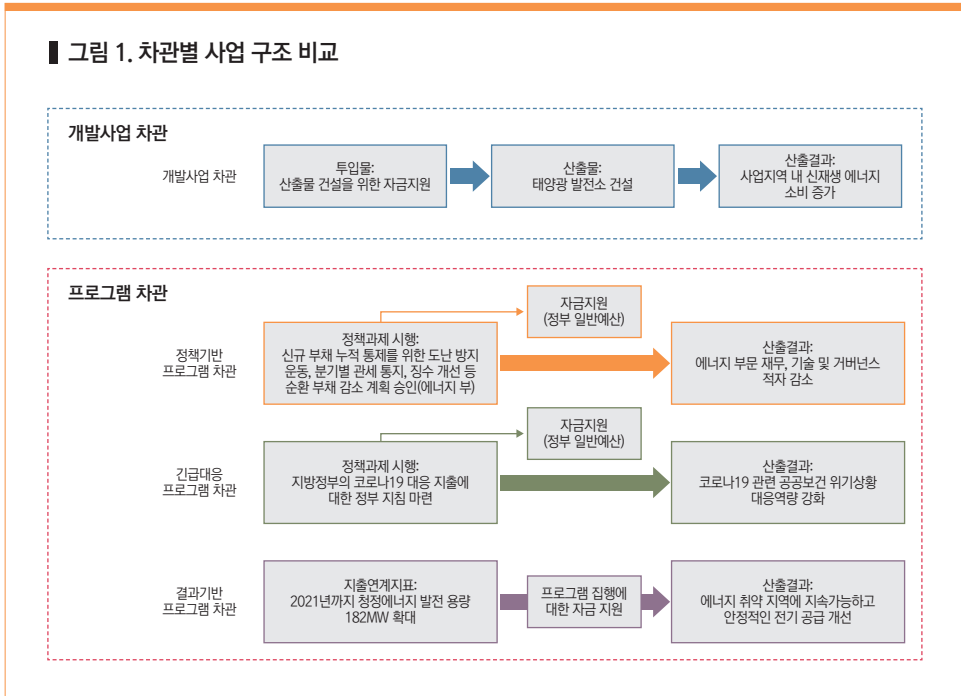 그림 1. 차관별 사업 구조 비교
개발사업 차관
개발사업 차관
투입물:
산출물 건설을 위한 자금지원
산출물:
태양광 발전소 건설
산출결과:
사업지역 내 신재생 에너지
소비 증가
프로그램 차관
자금지원
(정부 일반예산)
정책기반
프로그램 차관
정책과제 시행:
신규 부채 누적 통제를 위한 도난 방지
운동, 분기별 관세 통지, 징수 개선 등
순환 부채 감소 계획 승인(에너지 부)
산출결과:
에너지 부문 재무, 기술 및 거버넌스
적자 감소
자금지원
(정부 일반예산)
긴급대응
프로그램 차관
정책과제 시행:
지방정부의 코로나19 대응 지출에
대한 정부 지침 마련
산출결과:
코로나19 관련 공공보건 위기상황
대응역량 강화
결과기반
프로그램 차관
지출연계지표:
2021년까지 청정에너지 발전 용량
182MW 확대
프로그램 집행에
대한 자금 지원
산출결과:
에너지 취약 지역에 지속가능하고
안정적인 전기 공급 개선